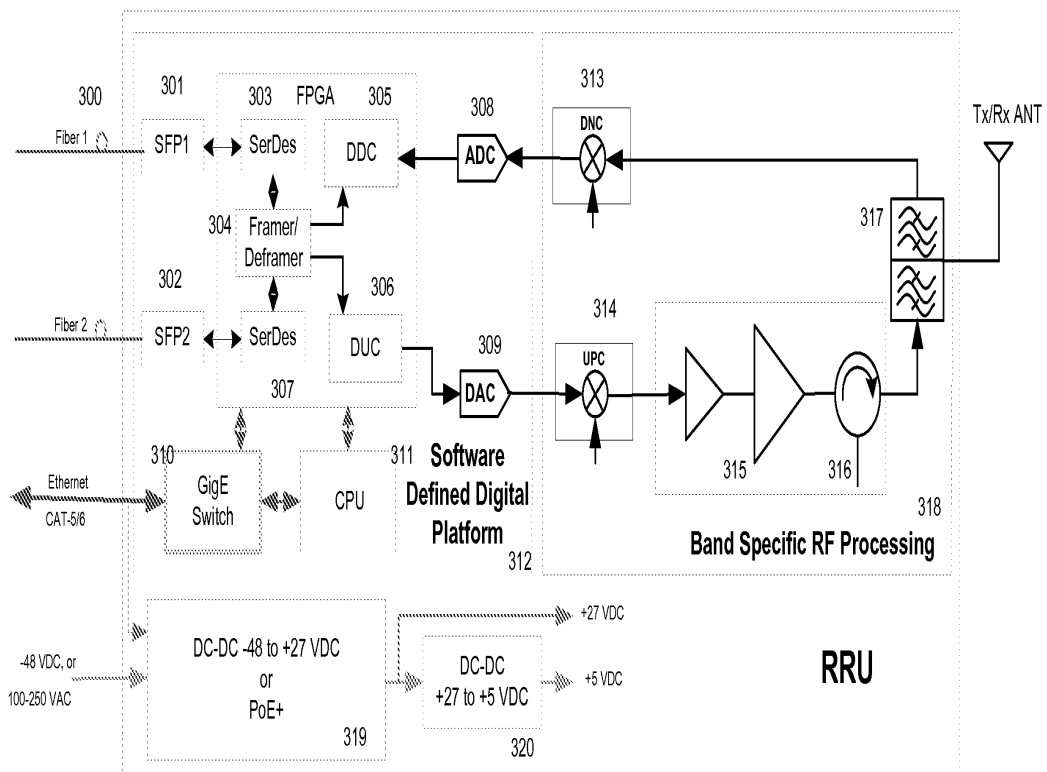 300
301
303
FPGA
305
308
313
Fiber 1
SFP1
SerDes
DDC
ADC
DNC
Tx/Rx ANT
304
Framer/
Deframer
317
302
306
314
Fiber 2
SFP2
SerDes
DUC
309
UPC
DAC
307
310
311
315
316
Ethernet
CAT-5/6
GigE
Switch
CPU
Software
Defined Digital
Platform
312
318
Band Specific RF Processing
-48 VDC, or
100-250 VAC
DC-DC -48 to +27 VDC
or
PoE+
319
+27 VDC
DC-DC
+27 to +5 VDC
+5 VDC
320
RRU